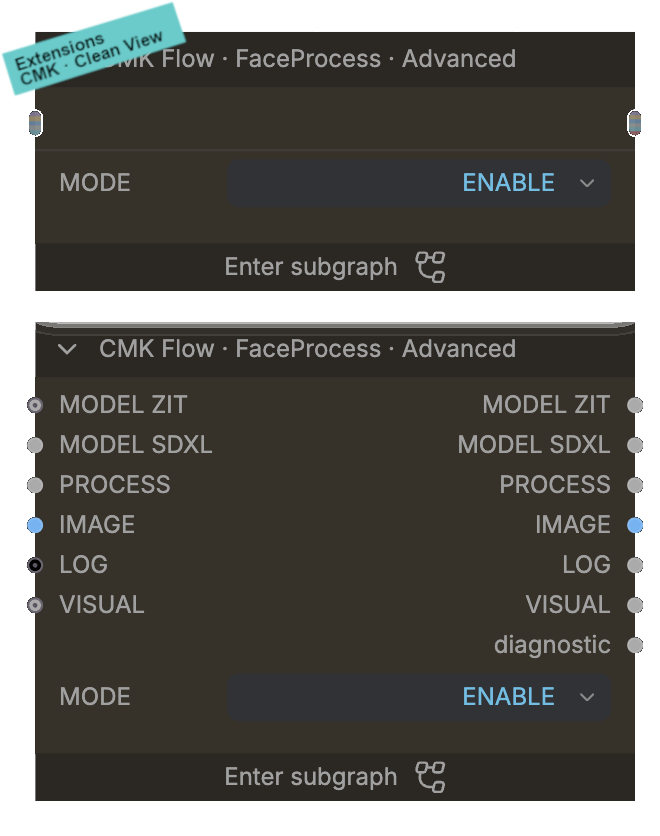 Extensions
CMK · Clean View
CMK Flow · FaceProcess · Advanced
MODE ENABLE
Enter subgraph
CMK Flow · FaceProcess · Advanced
MODEL ZIT MODEL ZIT
MODEL SDXL MODEL SDXL
PROCESS PROCESS
IMAGE IMAGE
LOG LOG
VISUAL VISUAL
diagnostic
MODE ENABLE
Enter subgraph